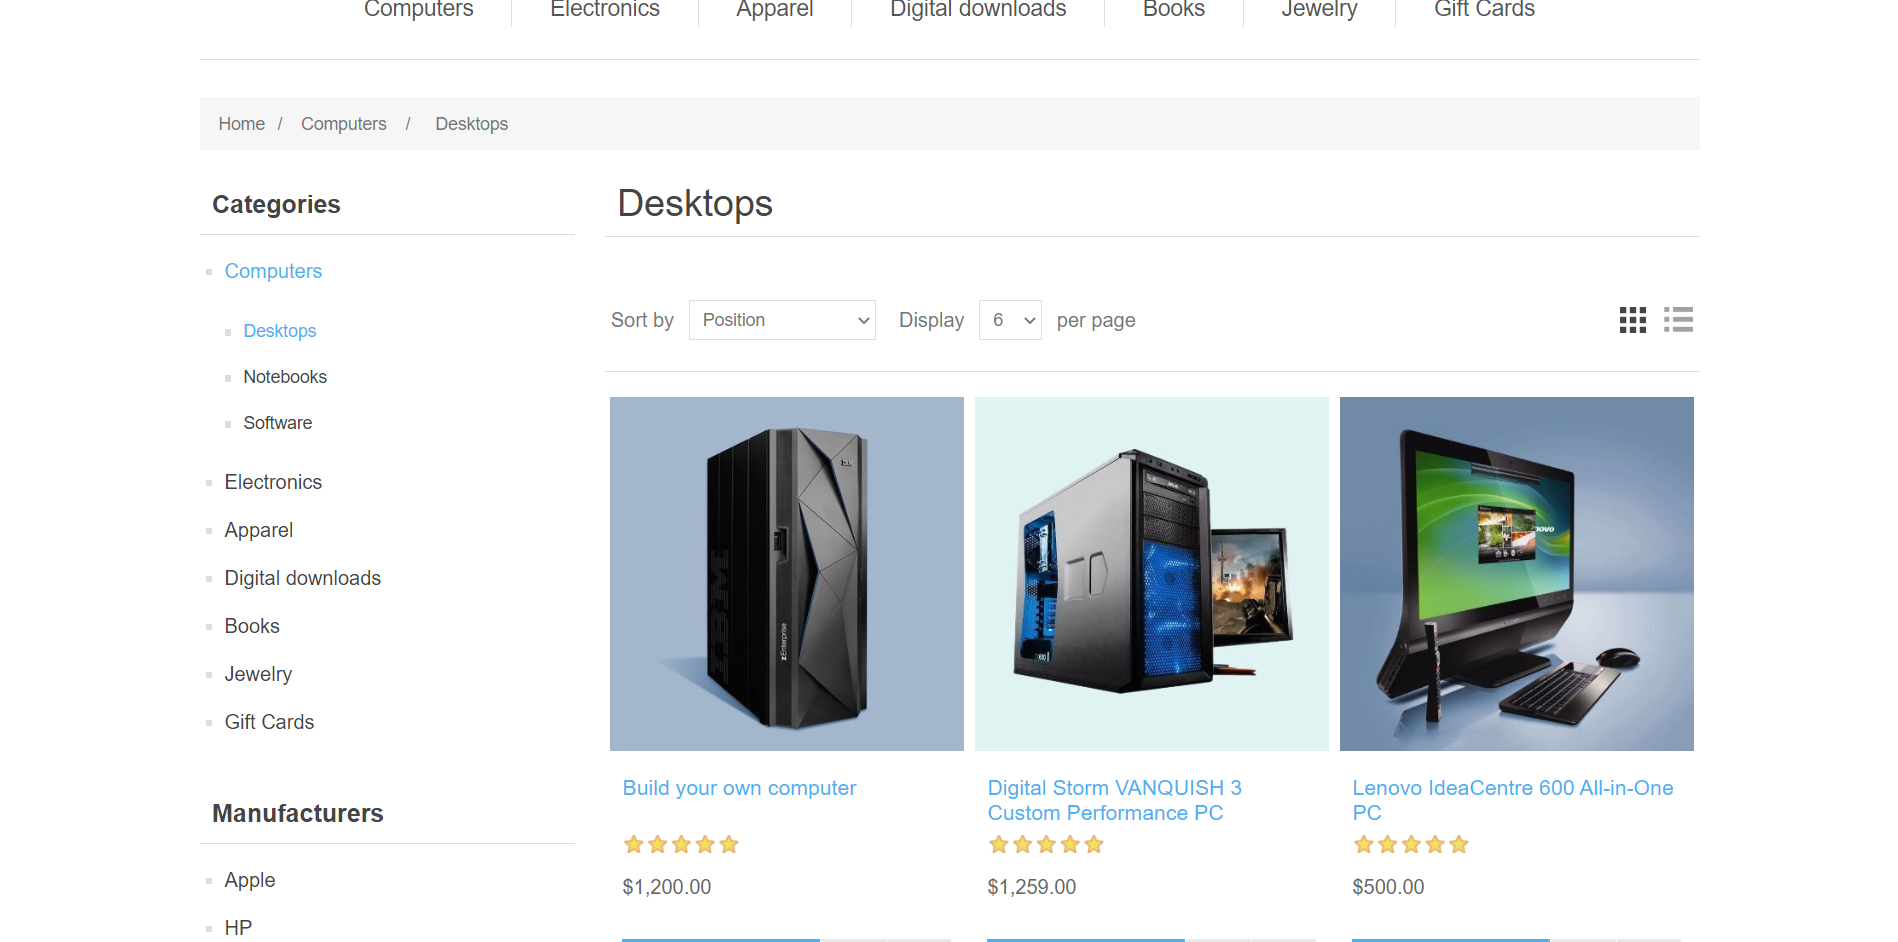 Computers
Electronics
Apparel
Digital downloads
Books
Jewelry
Gift Cards
Home / Computers / Desktops
Categories
Computers
Desktops
Notebooks
Software
Electronics
Apparel
Digital downloads
Books
Jewelry
Gift Cards
Manufacturers
Apple
HP
Desktops
Sort by Position Display 6 per page
IBM
IBM
zEnterprise
Build your own computer
$1,200.00
Digital Storm VANQUISH 3
Custom Performance PC
$1,259.00
Lenovo IdeaCentre 600 All-in-One
PC
$500.00